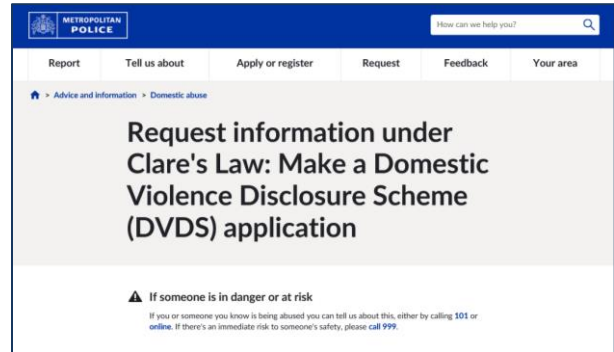 METROPOLITAN
POLICE
How can we help you?
Report Tell us about Apply or register Request Feedback Your area
> Advice and information > Domestic abuse
Request information under
Clare's Law: Make a Domestic
Violence Disclosure Scheme
(DVDS) application
If someone is in danger or at risk
If you or someone you know is being abused you can tell us about this, either by calling 101 or
online. If there's an immediate risk to someone's safety, please call 999.